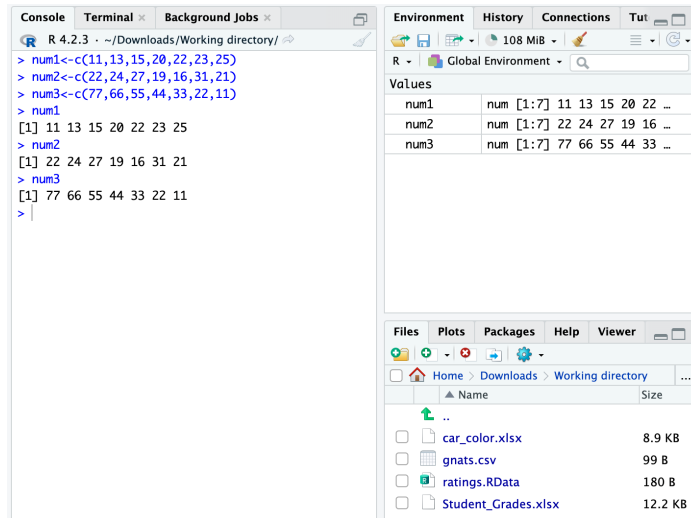 Console Terminal × Background Jobs ×
R 4.2.3 · ~/Downloads/Working directory/
> num1<-c(11,13,15,20,22,23,25)
> num2<-c(22,24,27,19,16,31,21)
> num3<-c(77,66,55,44,33,22,11)
> num1
[1] 11 13 15 20 22 23 25
> num2
[1] 22 24 27 19 16 31 21
> num3
[1] 77 66 55 44 33 22 11
>
Environment History Connections Tut
108 MiB
R Global Environment
Values
num1 num [1:7] 11 13 15 20 22 …
num2 num [1:7] 22 24 27 19 16 …
num3 num [1:7] 77 66 55 44 33 …
Files Plots Packages Help Viewer
Home > Downloads > Working directory ...
Name Size
..
car_color.xlsx 8.9 KB
gnats.csv 99 B
ratings.RData 180 B
Student_Grades.xlsx 12.2 KB